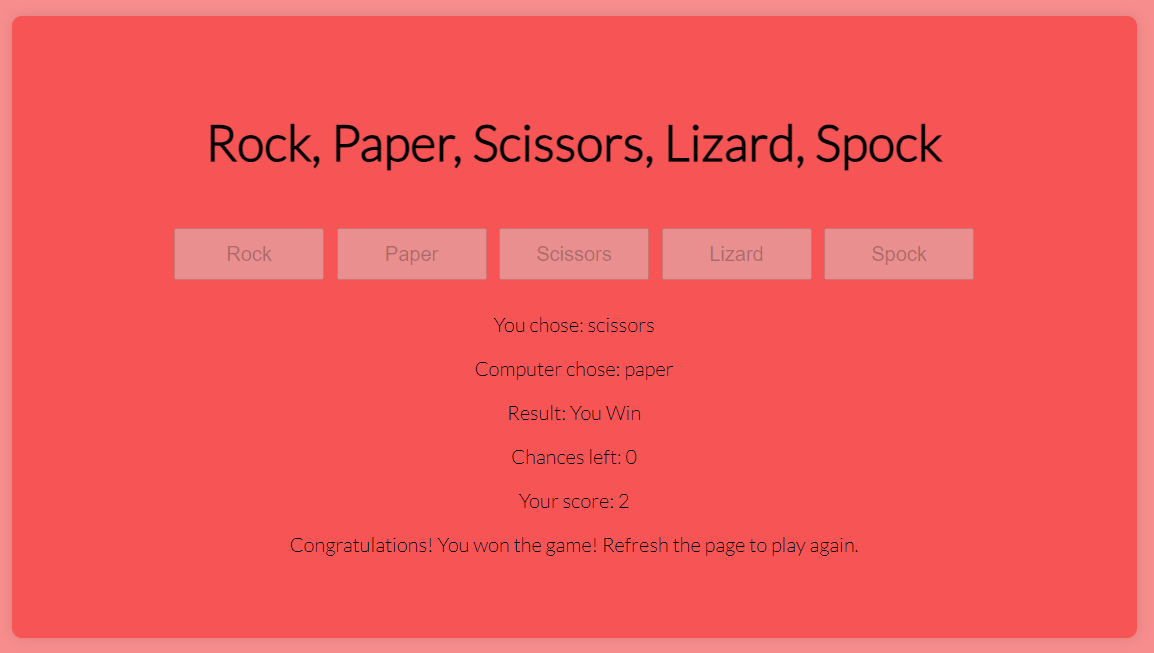 Rock, Paper, Scissors, Lizard, Spock
Rock Paper Scissors Lizard Spock
You chose: scissors
Computer chose: paper
Result: You Win
Chances left: 0
Your score: 2
Congratulations! You won the game! Refresh the page to play again.